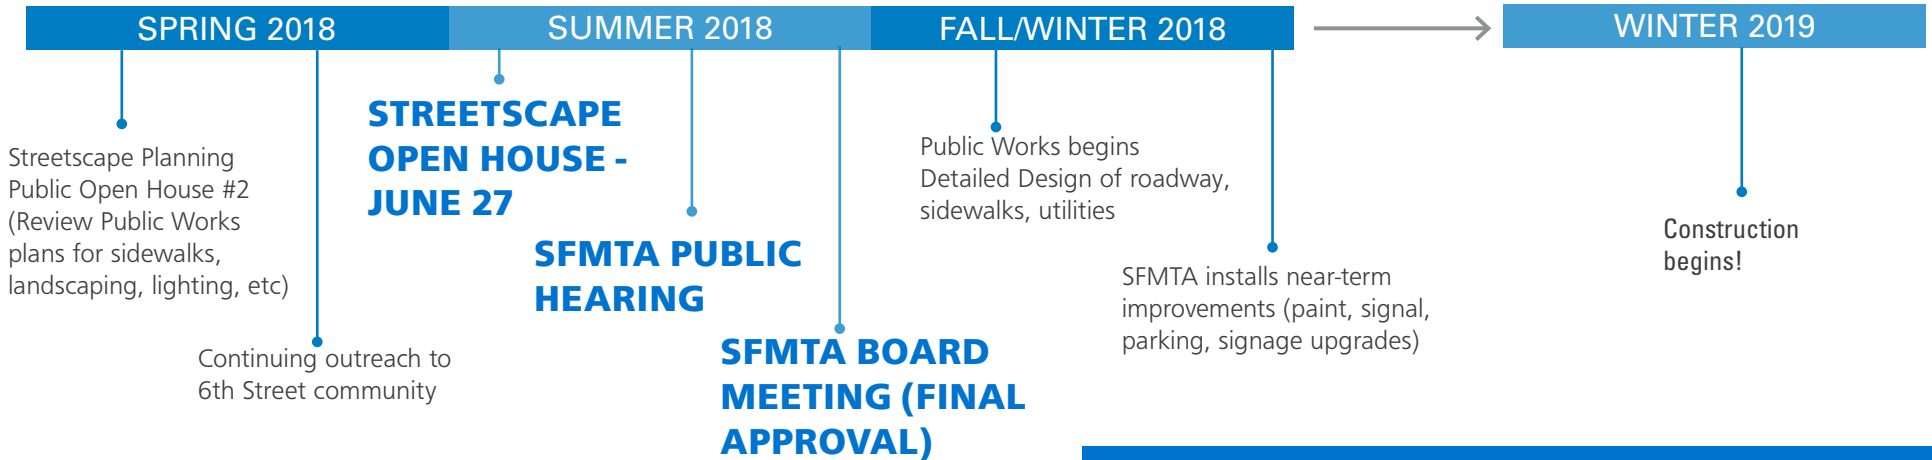 SPRING 2018
SUMMER 2018
FALL/WINTER 2018
WINTER 2019
Streetscape Planning
Public Open House #2
(Review Public Works
plans for sidewalks,
landscaping, lighting, etc)
Continuing outreach to
6th Street community
STREETSCAPE
OPEN HOUSE -
JUNE 27
SFMTA PUBLIC
HEARING
SFMTA BOARD
MEETING (FINAL
APPROVAL)
Public Works begins
Detailed Design of roadway,
sidewalks, utilities
SFMTA installs near-term
improvements (paint, signal,
parking, signage upgrades)
Construction
begins!